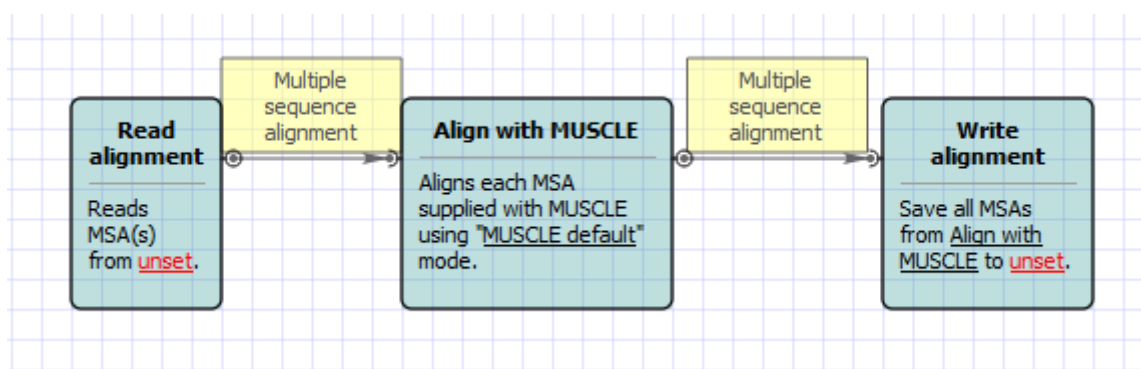 Read
alignment
Reads
MSA(s)
from unset.
Multiple
sequence
alignment
Align with MUSCLE
Aligns each MSA
supplied with MUSCLE
using "MUSCLE default"
mode.
Multiple
sequence
alignment
Write
alignment
Save all MSAs
from Align with
MUSCLE to unset.